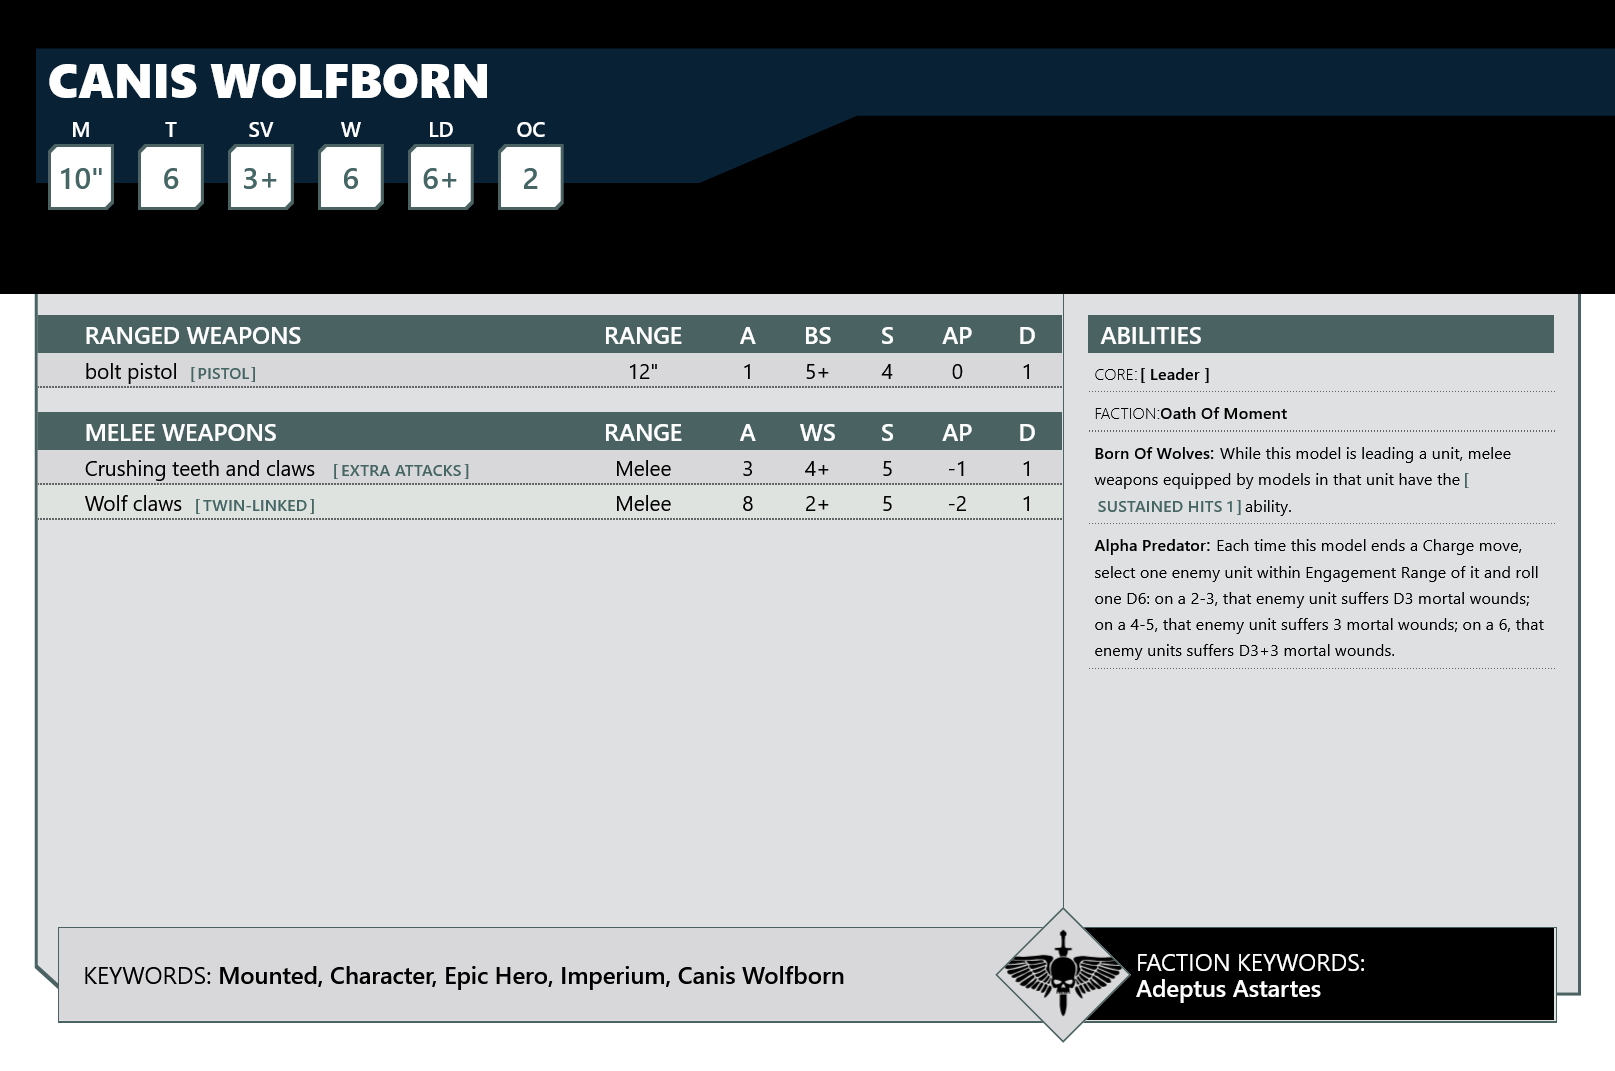 CANIS WOLFBORN
M T SV W LD OC
10" 6 3+ 6 6+ 2
RANGED WEAPONS RANGE A BS S AP D
bolt pistol [PISTOL] 12" 1 5+ 4 0 1
MELEE WEAPONS RANGE A WS S AP D
Crushing teeth and claws [EXTRA ATTACKS] Melee 3 4+ 5 -1 1
Wolf claws [TWIN-LINKED] Melee 8 2+ 5 -2 1
ABILITIES
CORE:[ Leader ]
FACTION:Oath Of Moment
Born Of Wolves: While this model is leading a unit, melee
weapons equipped by models in that unit have the [
SUSTAINED HITS 1] ability.
Alpha Predator: Each time this model ends a Charge move,
select one enemy unit within Engagement Range of it and roll
one D6: on a 2-3, that enemy unit suffers D3 mortal wounds;
on a 4-5, that enemy unit suffers 3 mortal wounds; on a 6, that
enemy units suffers D3+3 mortal wounds.
KEYWORDS: Mounted, Character, Epic Hero, Imperium, Canis Wolfborn
FACTION KEYWORDS:
Adeptus Astartes